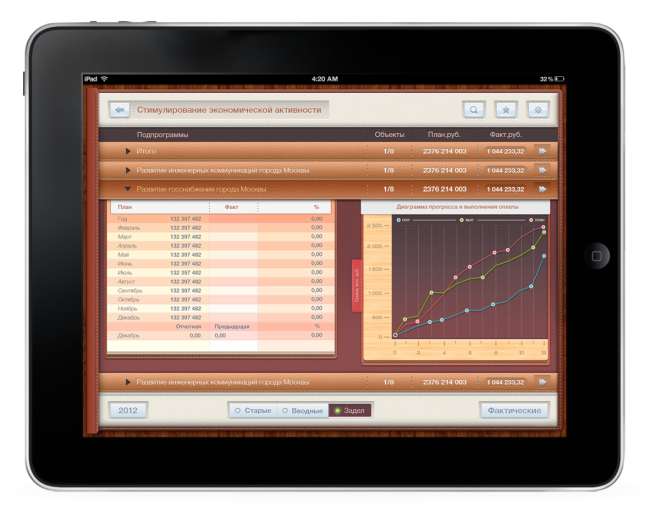 iPad 4:20 AM 32%
Стимулирование экономической активности
Подпрограммы Объекты План,руб. Факт,руб.
Итого 1/8 2376 214 003 1 044 233,32
Развитие инженерных коммуникаций города Москвы 1/8 2376 214 003 1 044 233,32
Развитие госснабжения города Москвы 1/8 2376 214 003 1 044 233,32
План Факт %
Год 132 397 482 0,00
Февраль 132 397 482 0,00
Март 132 397 482 0,00
Апрель 132 397 482 0,00
Май 132 397 482 0,00
Июнь 132 397 482 0,00
Июль 132 397 482 0,00
Август 132 397 482 0,00
Сентябрь 132 397 482 0,00
Октябрь 132 397 482 0,00
Ноябрь 132 397 482 0,00
Декабрь 132 397 482 0,00
Отчетная Предыдущая %
Декабрь 0,00 0,00 0,00
Диаграмма прогресса и выполнения оплаты
ВЫП ПЛАН
2 000
1 500
1 000
500
0
0 2 4 6 8 10 12
Развитие инженерных коммуникаций города Москвы 1/8 2376 214 003 1 044 233,32
2012 Старые Вводные Задел Фактические